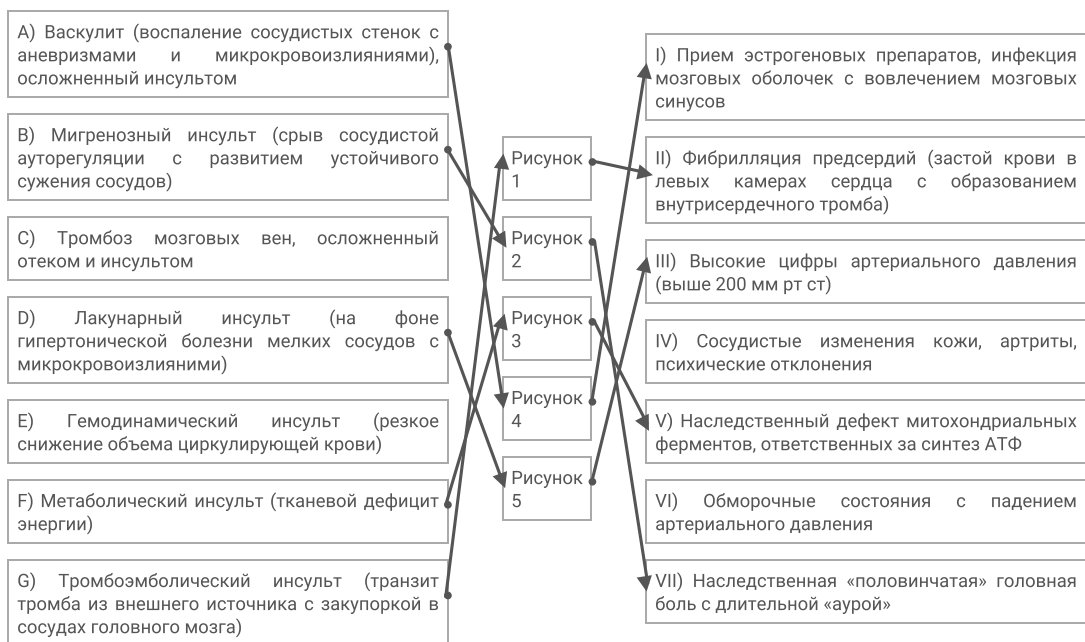 A) Васкулит (воспаление сосудистых стенок с
аневризмами и микрокровоизлияниями),
осложненный инсультом
B) Мигренозный инсульт (срыв сосудистой
ауторегуляции с развитием устойчивого
сужения сосудов)
C) Тромбоз мозговых вен, осложненный
отеком и инсультом
D) Лакунарный инсульт (на фоне
гипертонической болезни мелких сосудов с
микрокровоизлияними)
E) Гемодинамический инсульт (резкое
снижение объема циркулирующей крови)
F) Метаболический инсульт (тканевой дефицит
энергии)
G) Тромбоэмболический инсульт (транзит
тромба из внешнего источника с закупоркой в
сосудах головного мозга)
Рисунок
1
Рисунок
2
Рисунок
3
Рисунок
4
Рисунок
5
I) Прием эстрогеновых препаратов, инфекция
мозговых оболочек с вовлечением мозговых
синусов
II) Фибрилляция предсердий (застой крови в
левых камерах сердца с образованием
внутрисердечного тромба)
III) Высокие цифры артериального давления
(выше 200 мм рт ст)
IV) Сосудистые изменения кожи, артриты,
психические отклонения
V) Наследственный дефект митохондриальных
ферментов, ответственных за синтез АТФ
VI) Обморочные состояния с падением
артериального давления
VII) Наследственная «половинчатая» головная
боль с длительной «аурой»